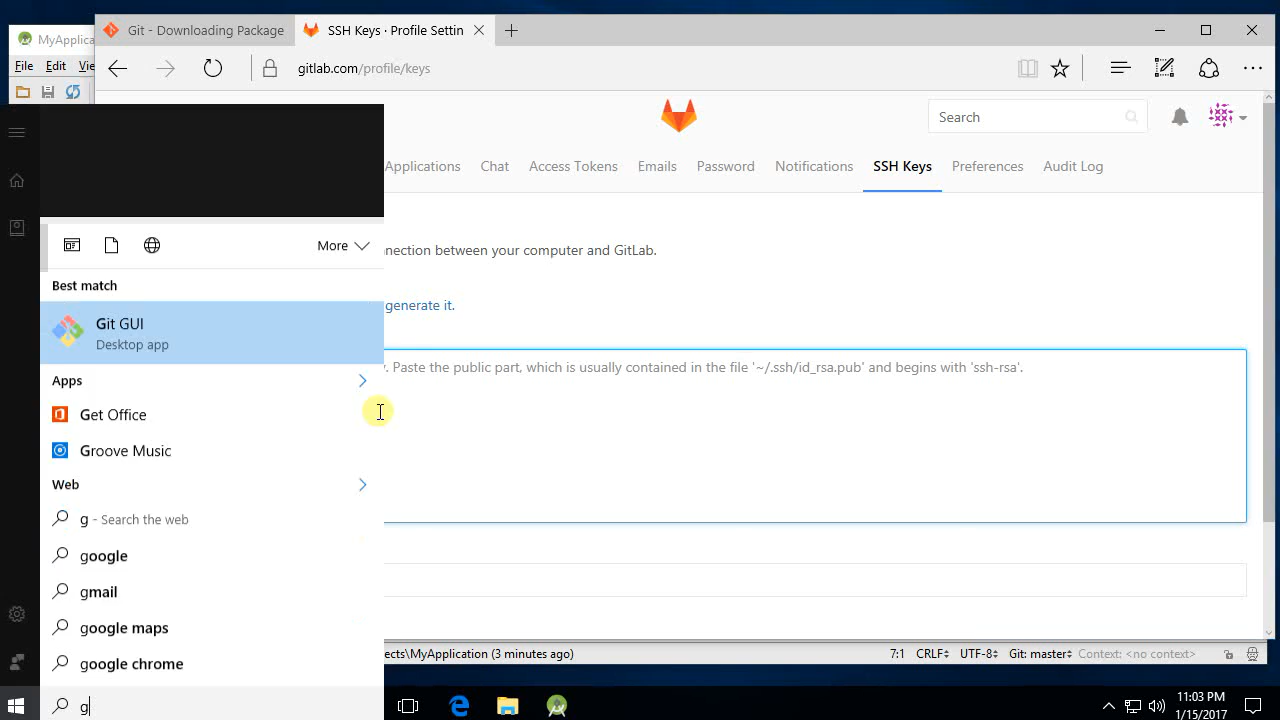 Git - Downloading Package
SSH Keys · Profile Settin
MyApplica
File Edit Vie
gitlab.com/profile/keys
Search
Applications Chat Access Tokens Emails Password Notifications SSH Keys Preferences Audit Log
More
nection between your computer and GitLab.
Best match
generate it.
Git GUI
Desktop app
y. Paste the public part, which is usually contained in the file '~/.ssh/id_rsa.pub' and begins with 'ssh-rsa'.
Apps
Get Office
Groove Music
Web
g - Search the web
google
gmail
google maps
google chrome
ects\MyApplication (3 minutes ago) 7:1 CRLF UTF-8 Git: master Context: <no context>
g
11:03 PM
1/15/2017